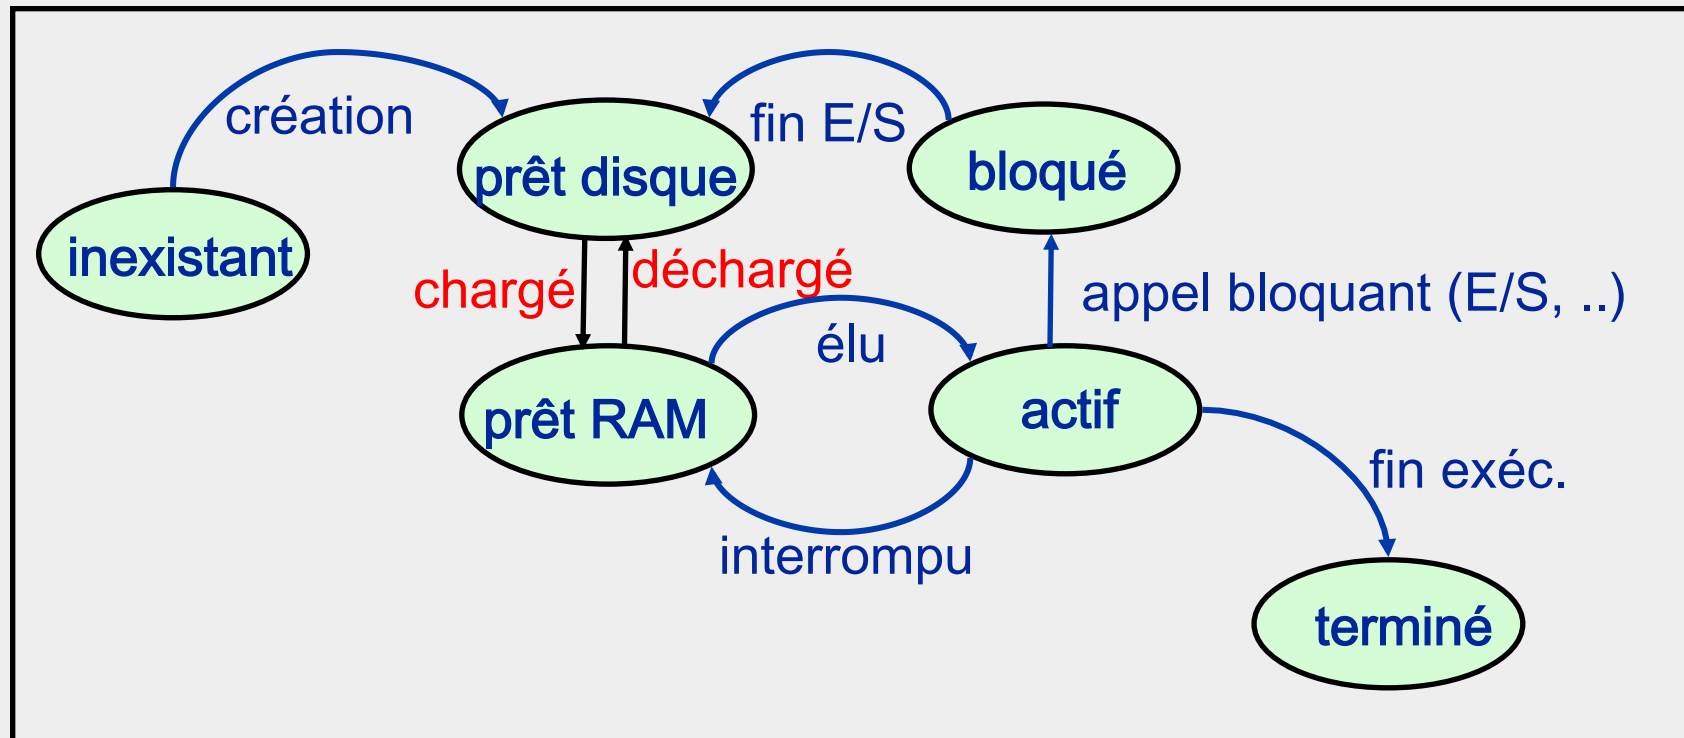 création
fin E/S
prêt disque
bloqué
inexistant
chargé
déchargé
appel bloquant (E/S, ..)
élu
prêt RAM
actif
fin exéc.
interrompu
terminé